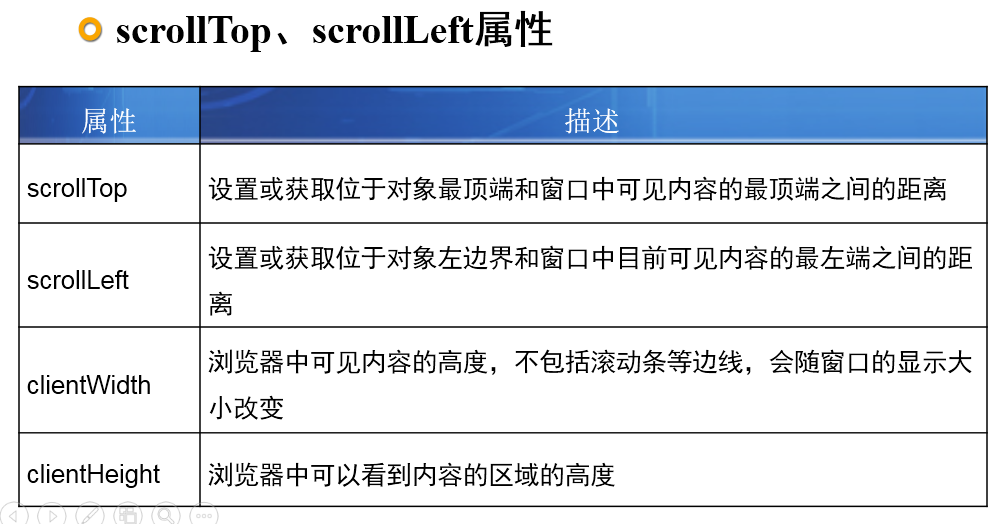 scrollTop、scrollLeft属性
属性 描述
scrollTop 设置或获取位于对象最顶端和窗口中可见内容的最顶端之间的距离
scrollLeft 设置或获取位于对象左边界和窗口中目前可见内容的最左端之间的距
离
clientWidth 浏览器中可见内容的高度，不包括滚动条等边线，会随窗口的显示大
小改变
clientHeight 浏览器中可以看到内容的区域的高度